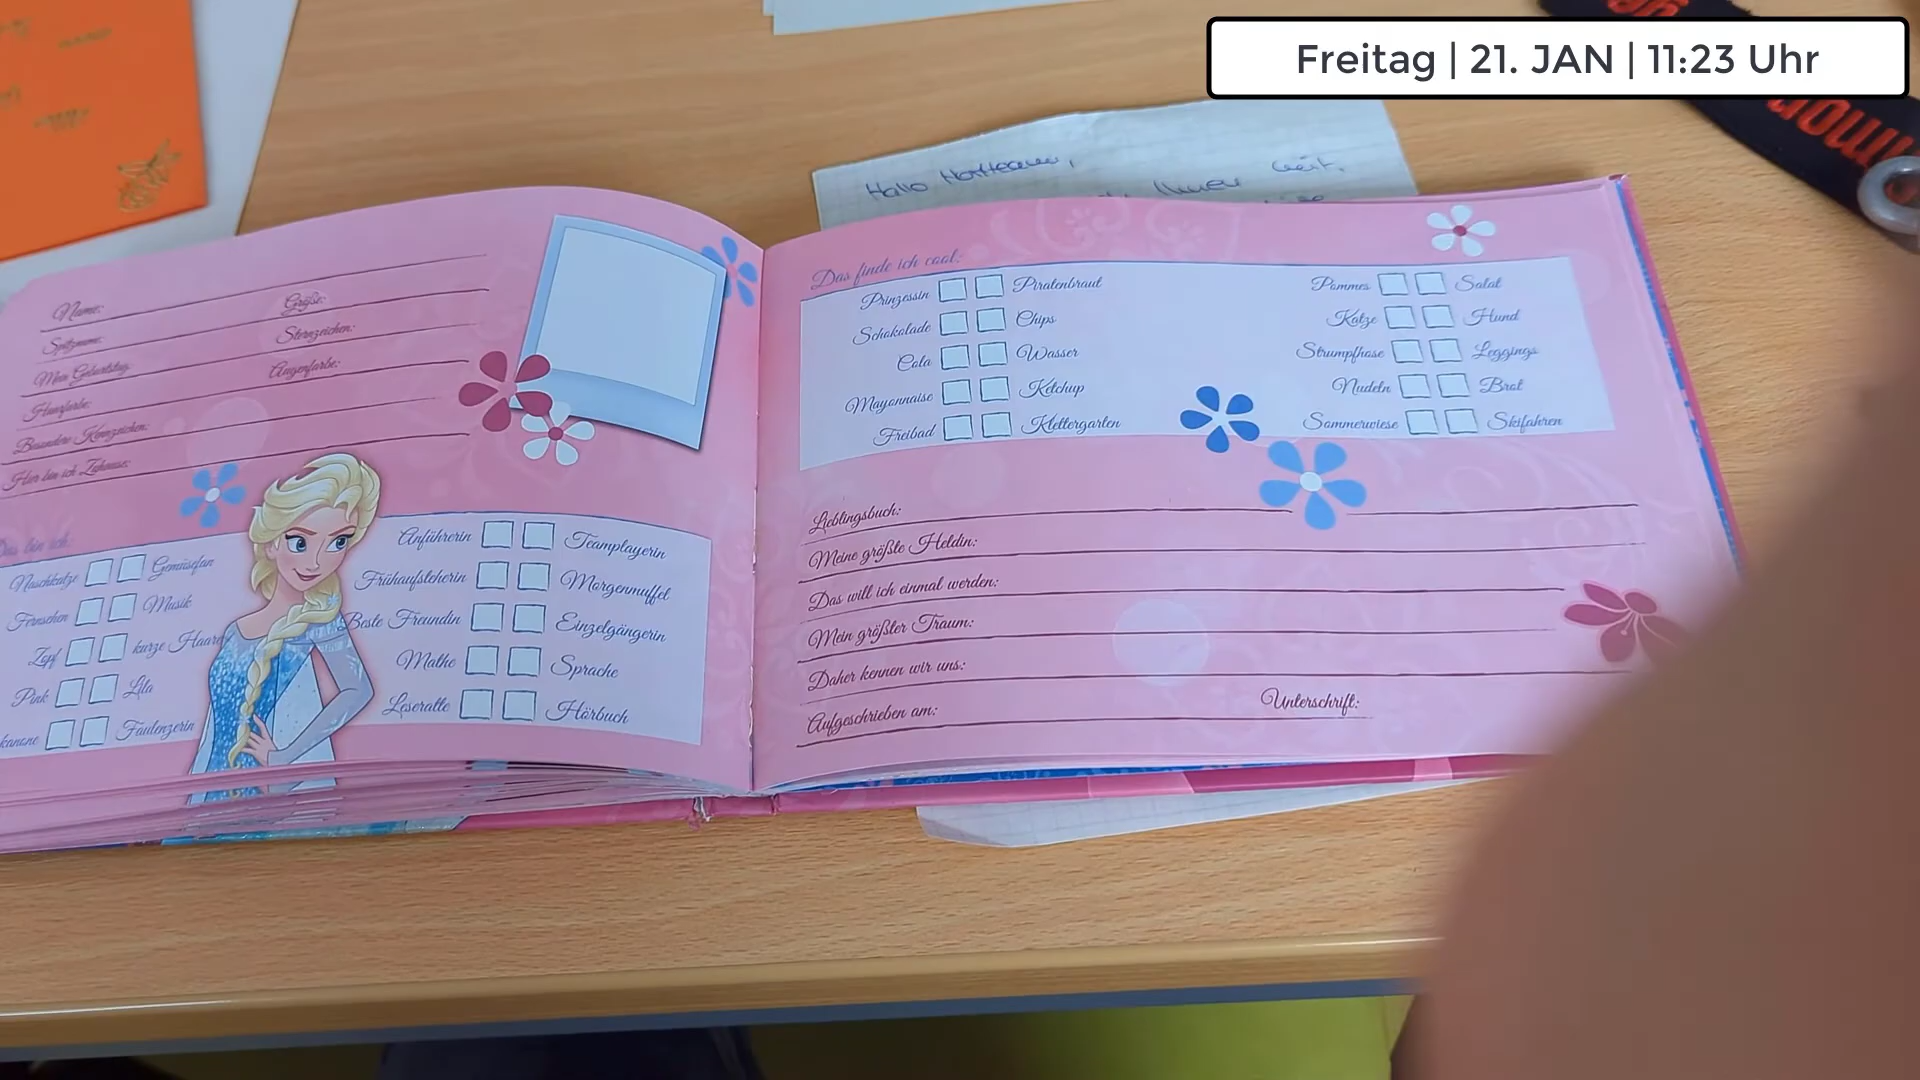 Freitag | 21. JAN | 11:23 Uhr
Hallo
Name:
Größe:
Spitzname:
Sternzeichen:
Mein Geburtstag:
Augenfarbe:
Haarfarbe:
Besondere Kennzeichen:
Hier bin ich Zuhause:
Das bin ich:
Naschkatze Gemüsefan
Fernsehen Musik
Zopf kurze Haare
Pink Lila
kanone Faulenzerin
Anführerin Teamplayerin
Frühaufsteherin Morgenmuffel
Beste Freundin Einzelgängerin
Mathe Sprache
Leseratte Hörbuch
Das finde ich cool:
Prinzessin Piratenbraut
Schokolade Chips
Cola Wasser
Mayonnaise Ketchup
Freibad Klettergarten
Pommes Salat
Katze Hund
Strumpfhose Leggings
Nudeln Brot
Sommerwiese Skifahren
Lieblingsbuch:
Meine größte Heldin:
Das will ich einmal werden:
Mein größter Traum:
Daher kennen wir uns:
Aufgeschrieben am:
Unterschrift: